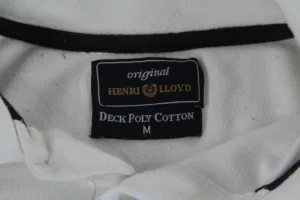 original
HENRI LLOYD
DECK POLY COTTON
M